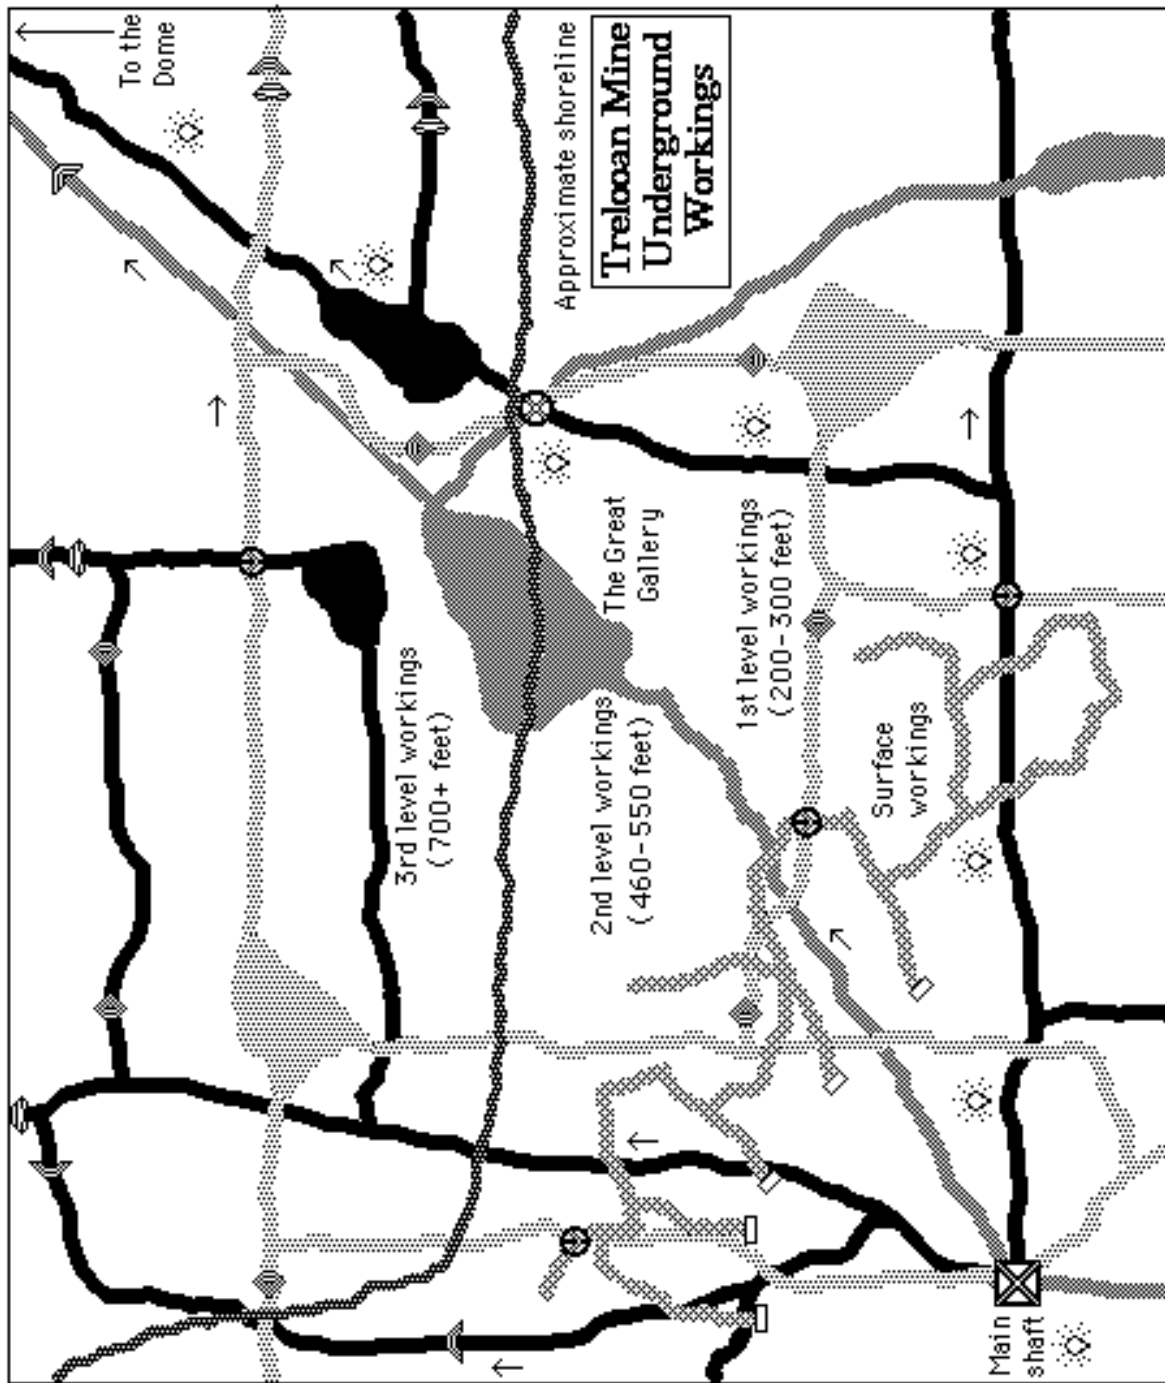 To the
Dome
Approximate shoreline
Trelooan Mine
Underground
Workings
The Great
Gallery
3rd level workings
(700+ feet)
2nd level workings
(460-550 feet)
1st level workings
(200-300 feet)
Surface
workings
Main
shaft